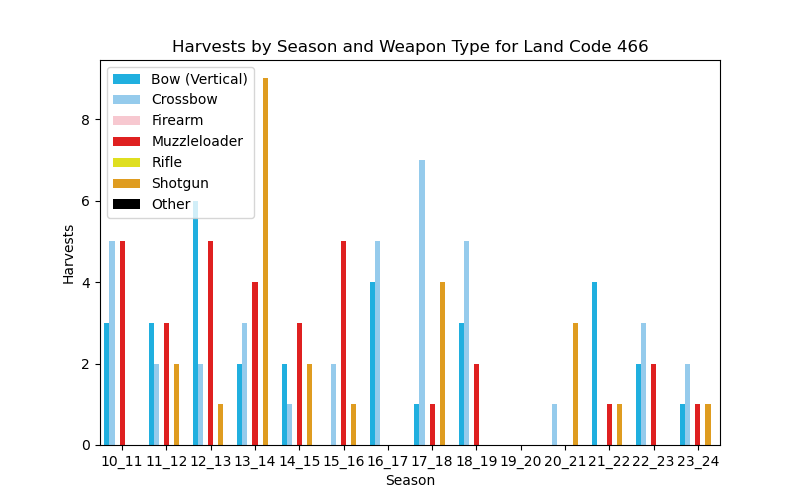 Harvests by Season and Weapon Type for Land Code 466
Bow (Vertical)
Crossbow
Firearm
Muzzleloader
Rifle
Shotgun
Other
Harvests
8
6
4
2
0
10_11 11_12 12_13 13_14 14_15 15_16 16_17 17_18 18_19 19_20 20_21 21_22 22_23 23_24
Season